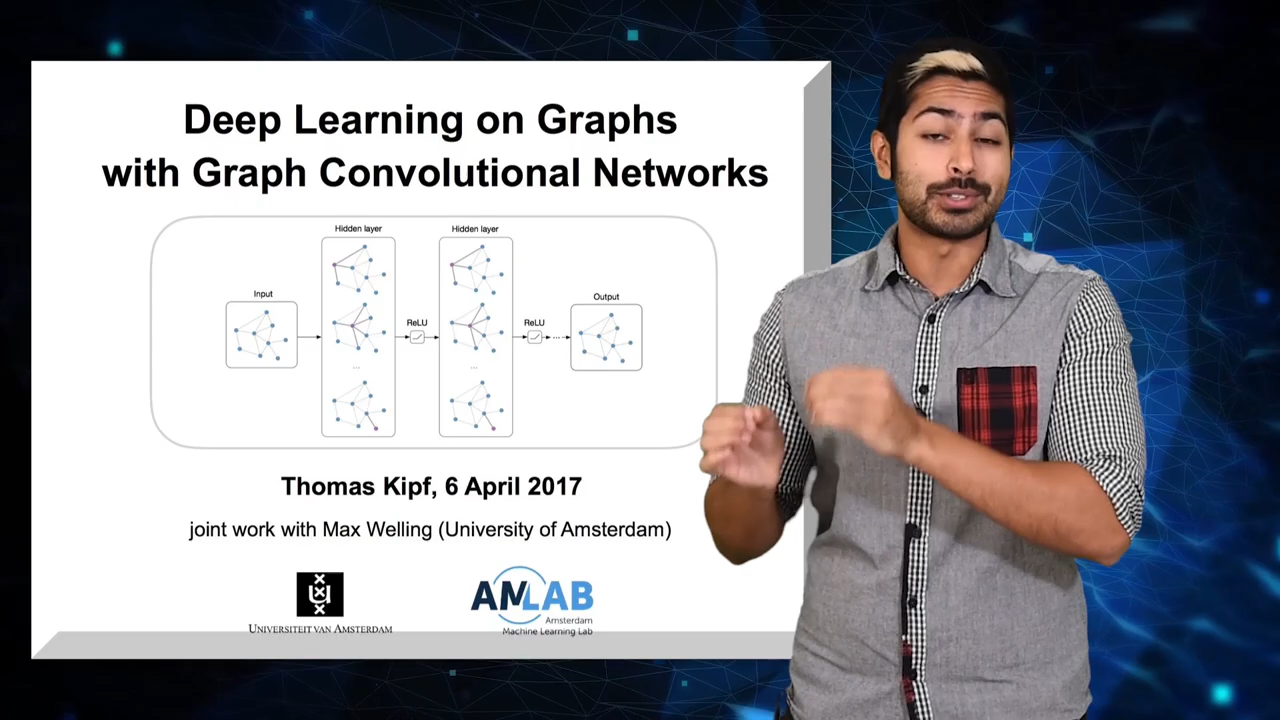 Deep Learning on Graphs
with Graph Convolutional Networks
Hidden layer
Hidden layer
Input
Output
ReLU
ReLU
...
...
...
Thomas Kipf, 6 April 2017
joint work with Max Welling (University of Amsterdam)
UNIVERSITEIT VAN AMSTERDAM
AMLAB
Amsterdam
Machine Learning Lab